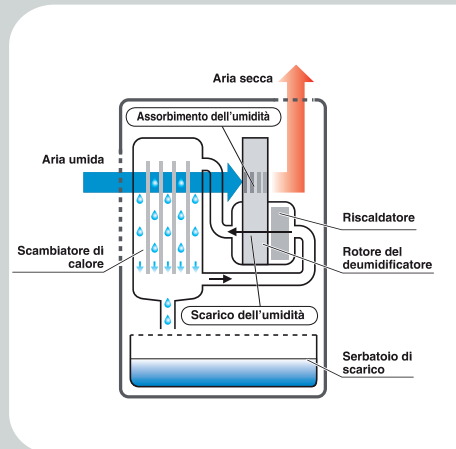 Aria secca
Assorbimento dell'umidità
Aria umida
Riscaldatore
Scambiatore di
calore
Rotore del
deumidificatore
Scarico dell'umidità
Serbatoio di
scarico